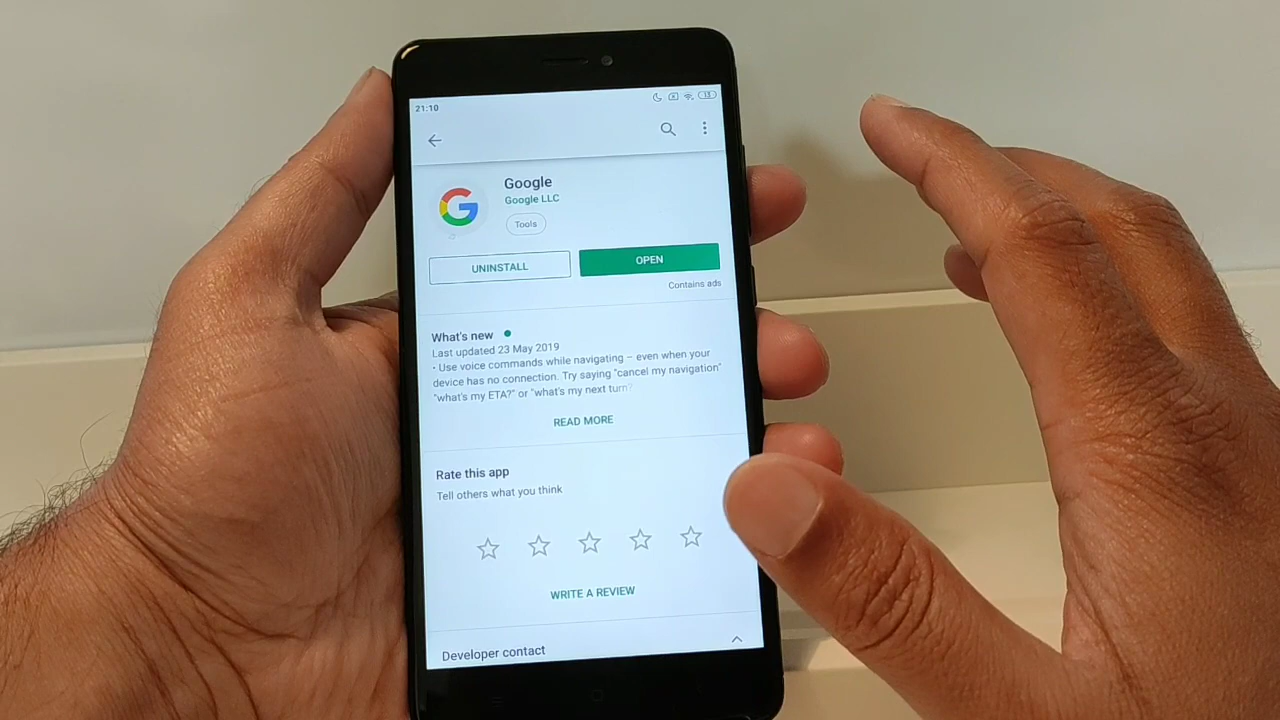 21:10
13
Google
Google LLC
Tools
UNINSTALL
OPEN
Contains ads
What's new
Last updated 23 May 2019
• Use voice commands while navigating – even when your
device has no connection. Try saying "cancel my navigation"
"what's my ETA?" or "what's my next turn?
READ MORE
Rate this app
Tell others what you think
WRITE A REVIEW
Developer contact